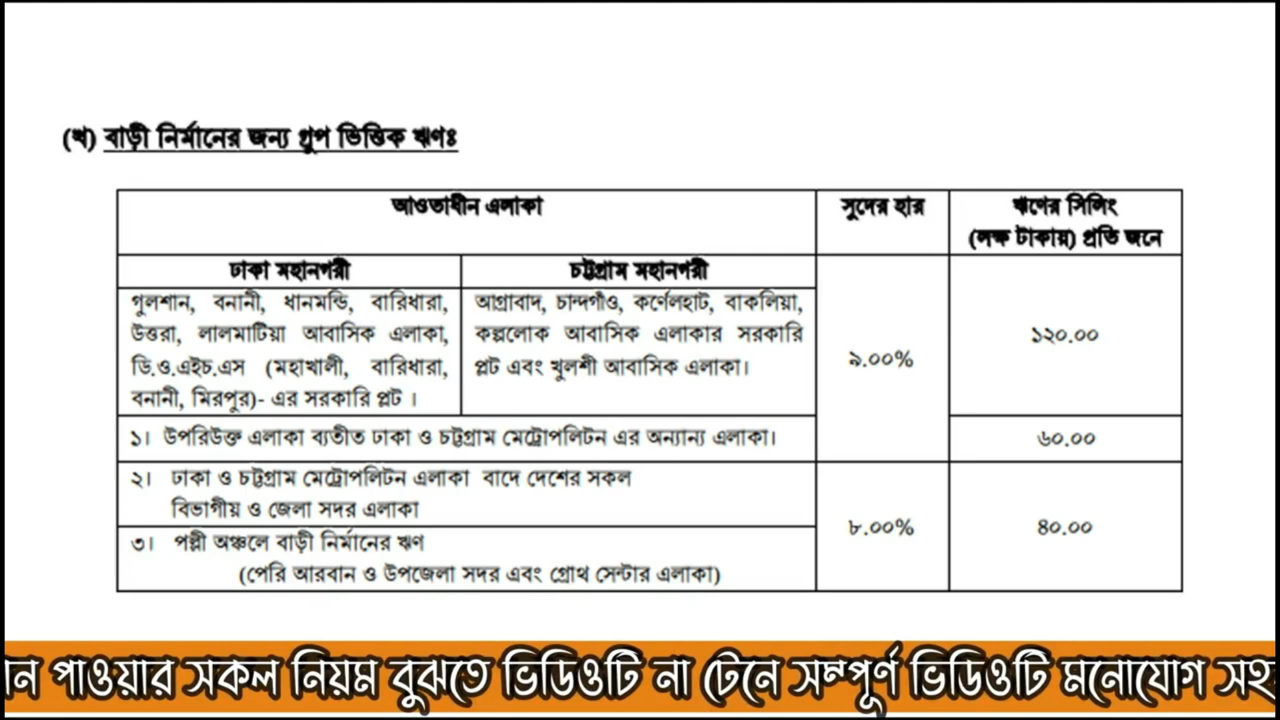 (খ) বাড়ী নির্মানের জন্য গ্রুপ ভিত্তিক ঋণঃ
আওতাধীন এলাকা
সুদের হার
ঋণের সিলিং
(লক্ষ টাকায়) প্রতি জনে
ঢাকা মহানগরী
চট্টগ্রাম মহানগরী
গুলশান, বনানী, ধানমন্ডি, বারিধারা,
উত্তরা, লালমাটিয়া আবাসিক এলাকা,
ডি.ও.এইচ.এস (মহাখালী, বারিধারা,
বনানী, মিরপুর)- এর সরকারি প্লট ।
আগ্রাবাদ, চান্দগাঁও, কর্ণেলহাট, বাকলিয়া,
কল্পলোক আবাসিক এলাকার সরকারি
প্লট এবং খুলশী আবাসিক এলাকা।
৯.০০%
১২০.০০
১। উপরিউক্ত এলাকা ব্যতীত ঢাকা ও চট্টগ্রাম মেট্রোপলিটন এর অন্যান্য এলাকা।
৬০.০০
২। ঢাকা ও চট্টগ্রাম মেট্রোপলিটন এলাকা বাদে দেশের সকল
বিভাগীয় ও জেলা সদর এলাকা
৮.০০%
৪০.০০
৩। পল্লী অঞ্চলে বাড়ী নির্মানের ঋণ
(পেরি আরবান ও উপজেলা সদর এবং গ্রোথ সেন্টার এলাকা)
পাওয়ার সকল নিয়ম বুঝতে ভিডিওটি না টেনে সম্পূর্ণ ভিডিওটি মনোযোগ